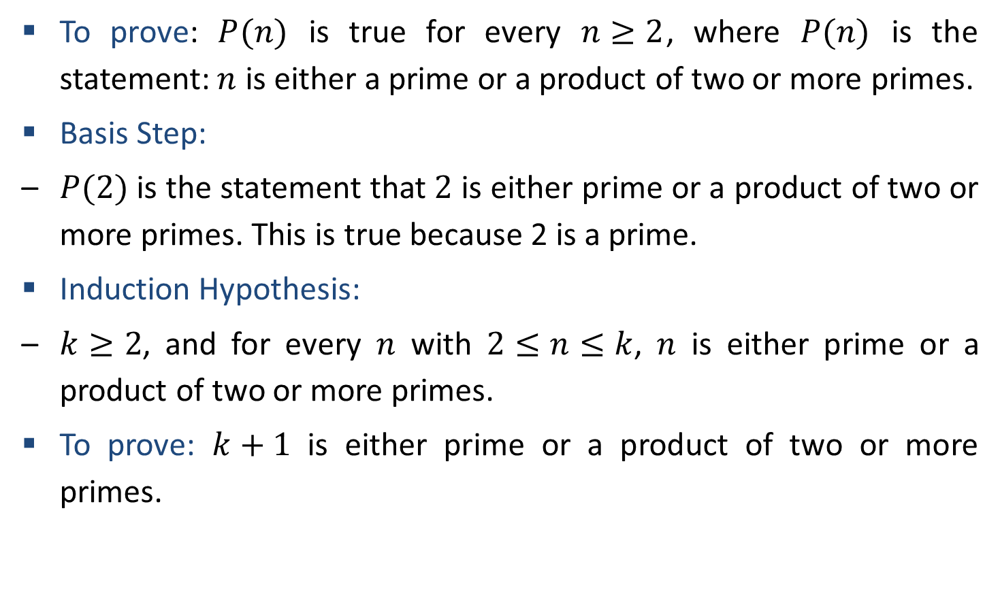 ▪ To prove: P(n) is true for every n ≥ 2, where P(n) is the
statement: n is either a prime or a product of two or more primes.
▪ Basis Step:
– P(2) is the statement that 2 is either prime or a product of two or
more primes. This is true because 2 is a prime.
▪ Induction Hypothesis:
– k ≥ 2, and for every n with 2 ≤ n ≤ k, n is either prime or a
product of two or more primes.
▪ To prove: k + 1 is either prime or a product of two or more
primes.